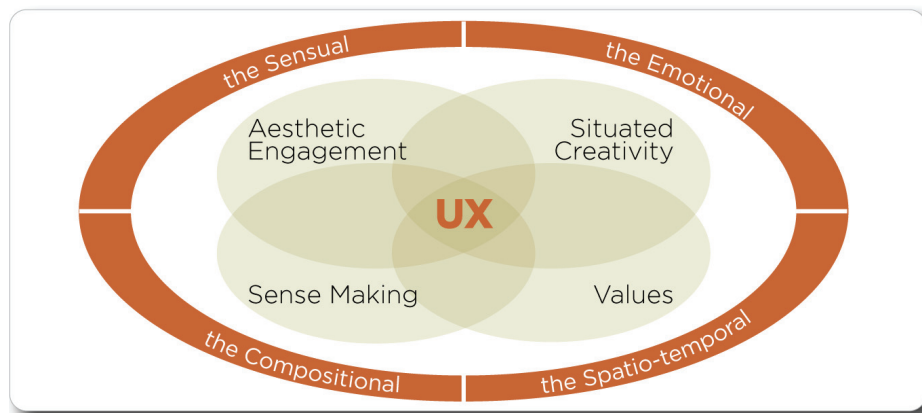 the Sensual
the Emotional
Aesthetic
Engagement
Situated
Creativity
UX
Sense Making
Values
the Compositional
the Spatio-temporal